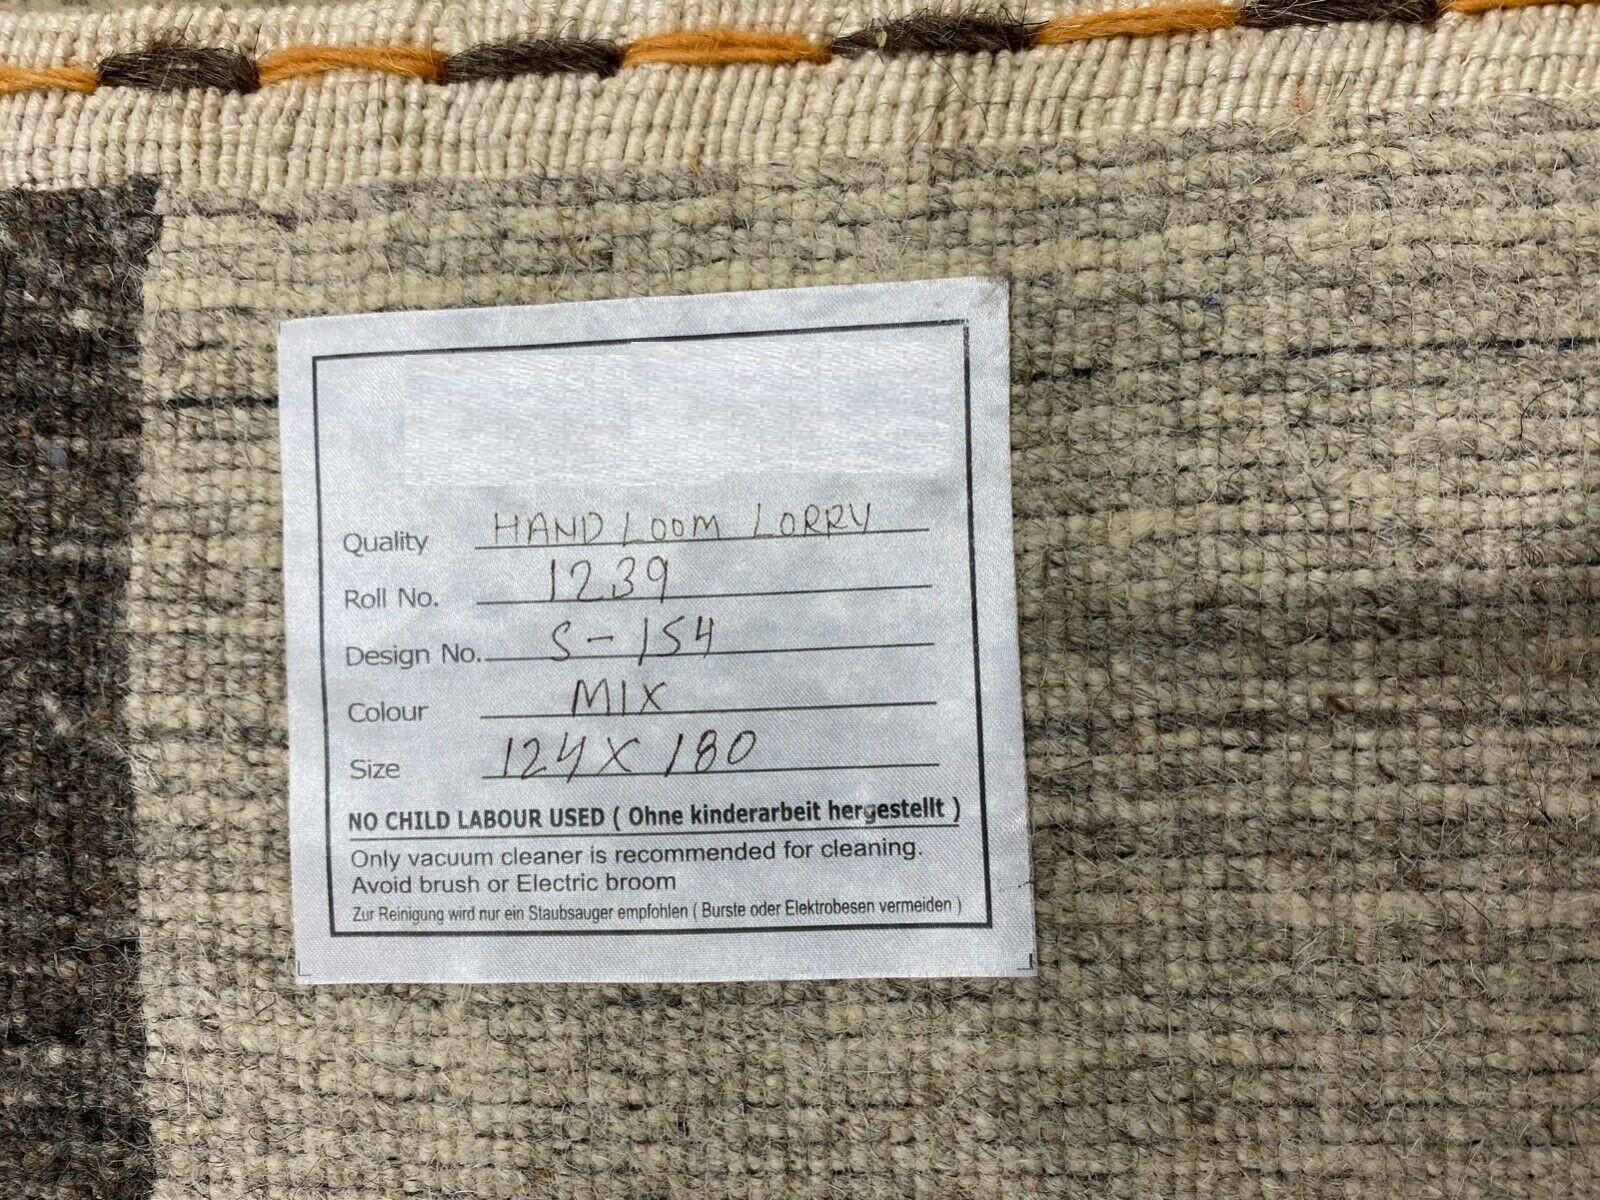 Quality HAND LOOM LORRY
Roll No. 1239
Design No. S-154
Colour MIX
Size 124X180
NO CHILD LABOUR USED ( Ohne kinderarbeit hergestellt )
Only vacuum cleaner is recommended for cleaning.
Avoid brush or Electric broom
Zur Reinigung wird nur ein Staubsauger empfohlen ( Burste oder Elektrobesen vermeiden )